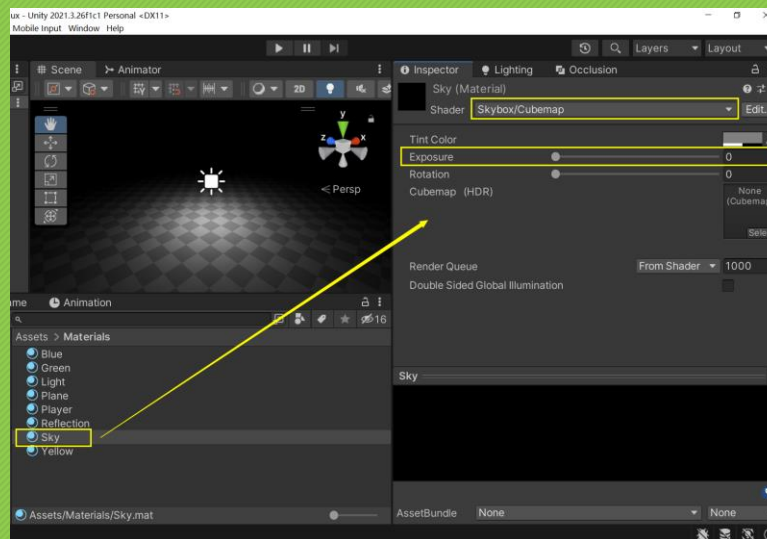 ux - Unity 2021.3.26f1c1 Personal <DX11>
Mobile Input Window Help
Layers Layout
# Scene Animator
Inspector Lighting Occlusion
2D
Sky (Material)
Shader Skybox/Cubemap Edit..
y
z x
Persp
Tint Color
Exposure 0
Rotation 0
Cubemap (HDR) None
(Cubemap
Sele
Render Queue From Shader 1000
Double Sided Global Illumination
me Animation
16
Assets > Materials
Blue
Green
Light
Plane
Player
Reflection
Sky
Yellow
Sky
Assets/Materials/Sky.mat
AssetBundle None None